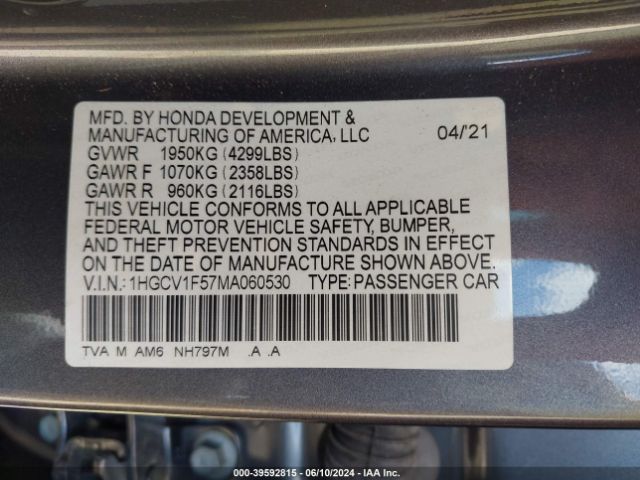 MFD. BY HONDA DEVELOPMENT &
MANUFACTURING OF AMERICA, LLC 04/'21
GVWR 1950KG (4299LBS)
GAWR F 1070KG (2358LBS)
GAWR R 960KG (2116LBS)
THIS VEHICLE CONFORMS TO ALL APPLICABLE
FEDERAL MOTOR VEHICLE SAFETY, BUMPER,
AND THEFT PREVENTION STANDARDS IN EFFECT
ON THE DATE OF MANUFACTURE SHOWN ABOVE.
V.I.N.:1HGCV1F57MA060530 TYPE:PASSENGER CAR
TVA M AM6 NH797M .A .A
000-39592815 / 06/10/2024 - IAA Inc.